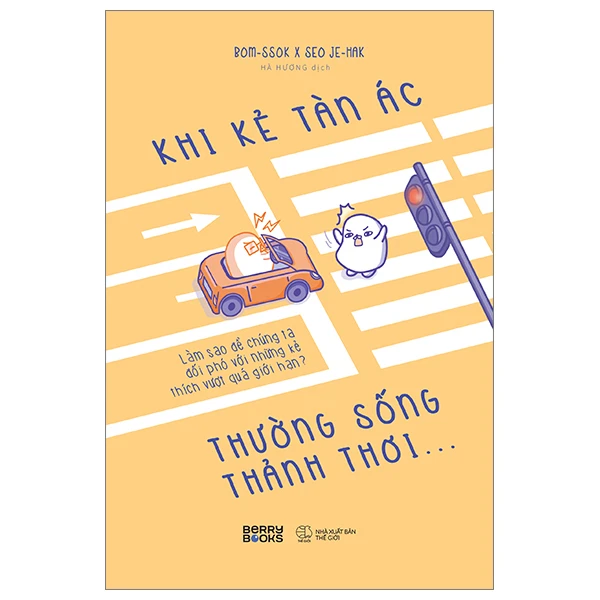 BOM-SSOK X SEO JE-HAK
HÀ HƯƠNG dịch
KHI KẺ TÀN ÁC
Làm sao để chúng ta
đối phó với những kẻ
thích vượt quá giới hạn?
THƯỜNG SỐNG
THẢNH THƠI...
BERRY
BOOKS
THẾ GIỚI
NHÀ XUẤT BẢN
THẾ GIỚI